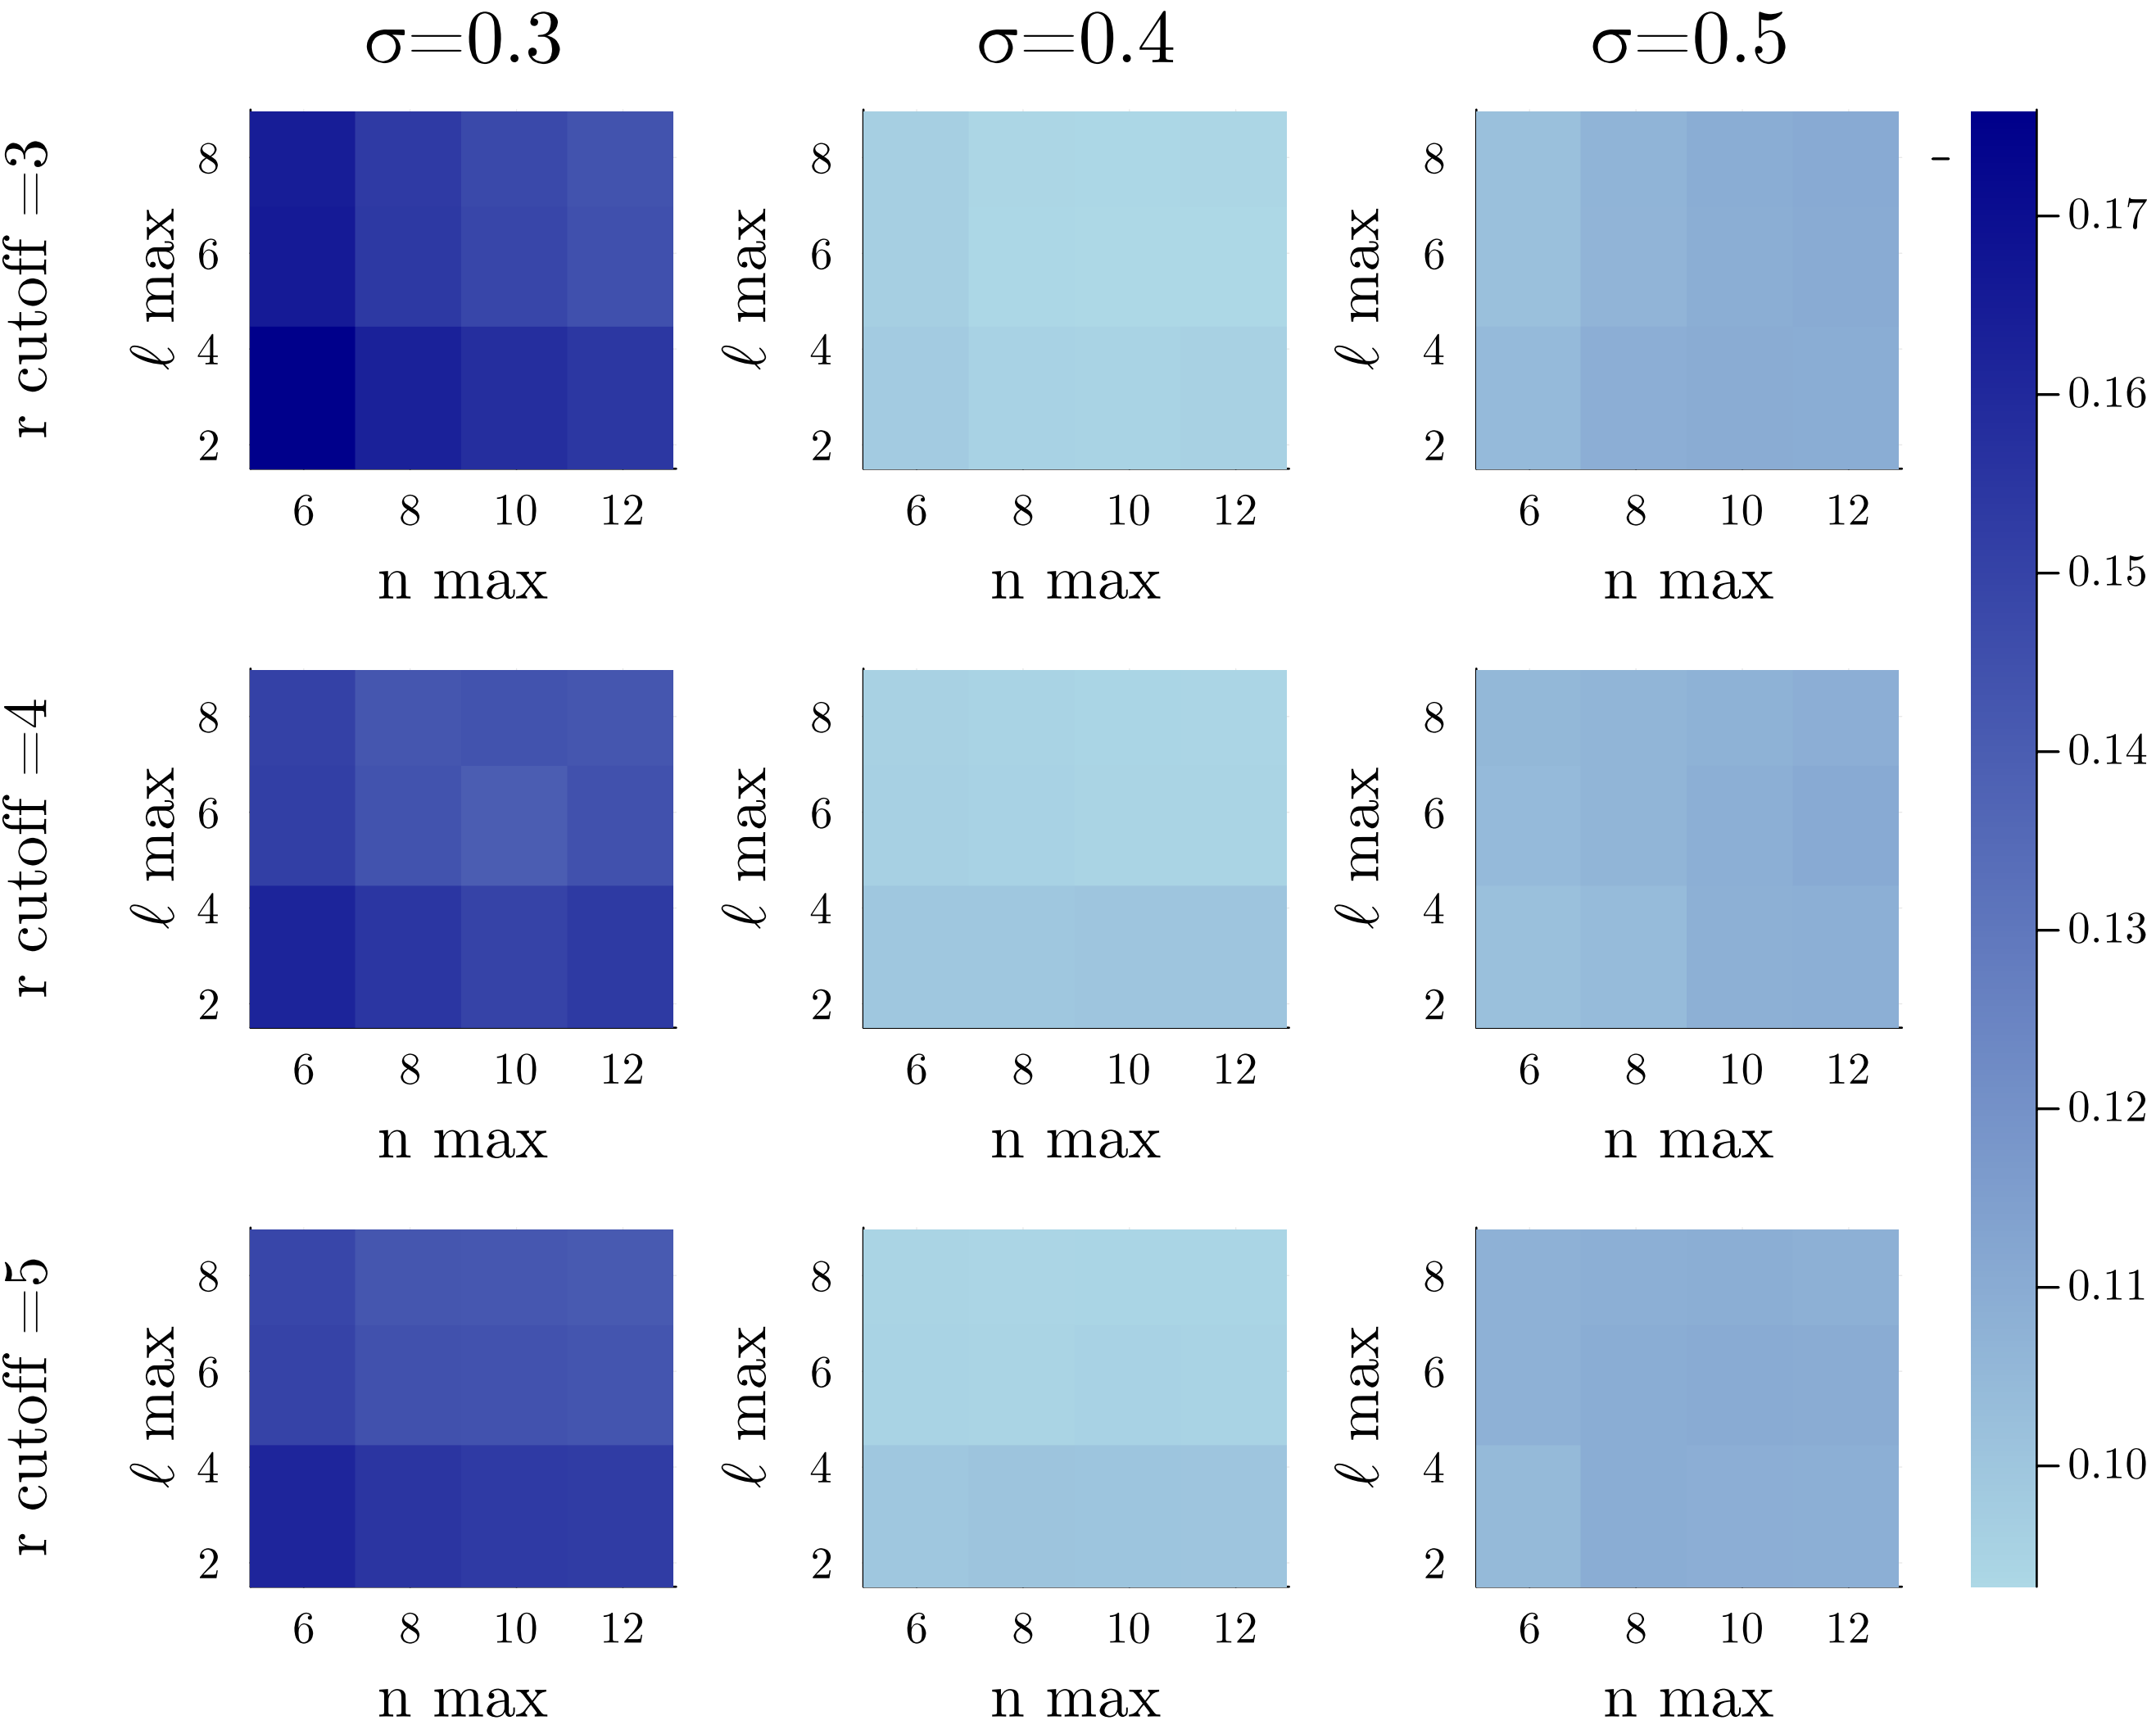 σ=0.3 σ=0.4 σ=0.5
r cutoff =3
ℓ max
8
6
4
2
6 8 10 12
n max
ℓ max
8
6
4
2
6 8 10 12
n max
ℓ max
8
6
4
2
6 8 10 12
n max
r cutoff =4
ℓ max
8
6
4
2
6 8 10 12
n max
ℓ max
8
6
4
2
6 8 10 12
n max
ℓ max
8
6
4
2
6 8 10 12
n max
r cutoff =5
ℓ max
8
6
4
2
6 8 10 12
n max
ℓ max
8
6
4
2
6 8 10 12
n max
ℓ max
8
6
4
2
6 8 10 12
n max
0.17
0.16
0.15
0.14
0.13
0.12
0.11
0.10